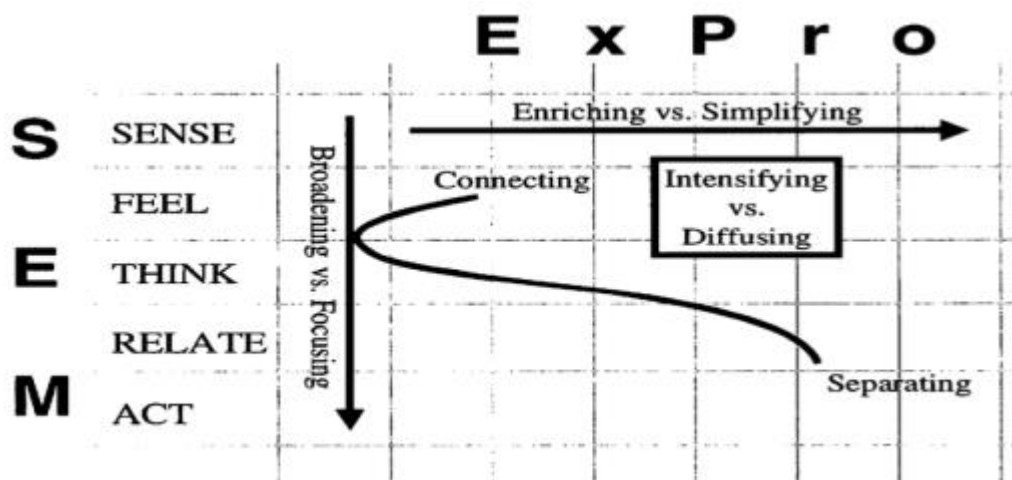 E x P r o
S
E
M
SENSE
FEEL
THINK
RELATE
ACT
Broadening vs. Focusing
Enriching vs. Simplifying
Connecting
Intensifying
vs.
Diffusing
Separating